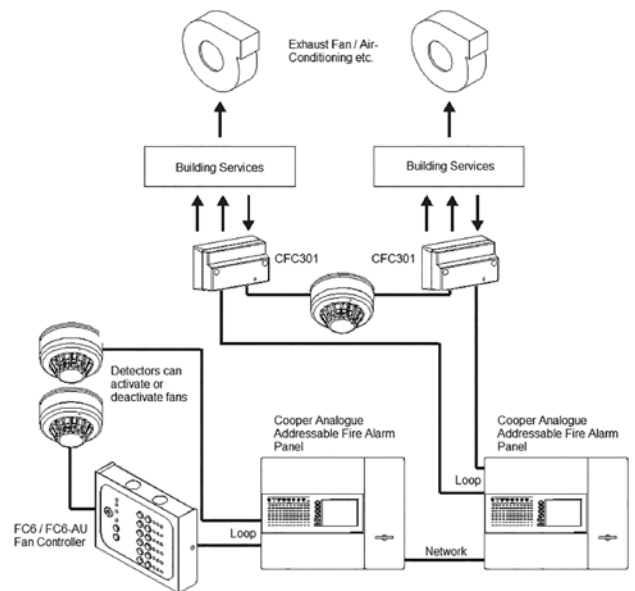 Exhaust Fan / Air-
Conditioning etc.
Building Services
Building Services
CFC301
CFC301
Detectors can
activate or
deactivate fans
Cooper Analogue
Addressable Fire Alarm
Panel
Cooper Analogue
Addressable Fire Alarm
Panel
Loop
FC6 / FC6-AU
Fan Controller
Loop
Network